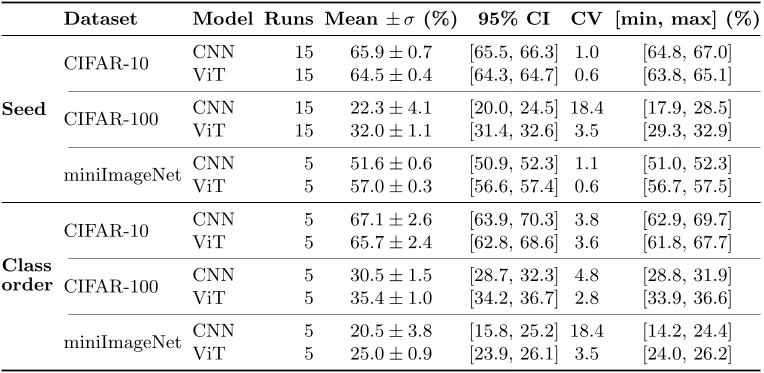 Dataset Model Runs Mean ± σ (%) 95% CI CV [min, max] (%)
Seed
CIFAR-10
CNN 15 65.9 ± 0.7 [65.5, 66.3] 1.0 [64.8, 67.0]
ViT 15 64.5 ± 0.4 [64.3, 64.7] 0.6 [63.8, 65.1]
CIFAR-100
CNN 15 22.3 ± 4.1 [20.0, 24.5] 18.4 [17.9, 28.5]
ViT 15 32.0 ± 1.1 [31.4, 32.6] 3.5 [29.3, 32.9]
miniImageNet
CNN 5 51.6 ± 0.6 [50.9, 52.3] 1.1 [51.0, 52.3]
ViT 5 57.0 ± 0.3 [56.6, 57.4] 0.6 [56.7, 57.5]
Class
order
CIFAR-10
CNN 5 67.1 ± 2.6 [63.9, 70.3] 3.8 [62.9, 69.7]
ViT 5 65.7 ± 2.4 [62.8, 68.6] 3.6 [61.8, 67.7]
CIFAR-100
CNN 5 30.5 ± 1.5 [28.7, 32.3] 4.8 [28.8, 31.9]
ViT 5 35.4 ± 1.0 [34.2, 36.7] 2.8 [33.9, 36.6]
miniImageNet
CNN 5 20.5 ± 3.8 [15.8, 25.2] 18.4 [14.2, 24.4]
ViT 5 25.0 ± 0.9 [23.9, 26.1] 3.5 [24.0, 26.2]